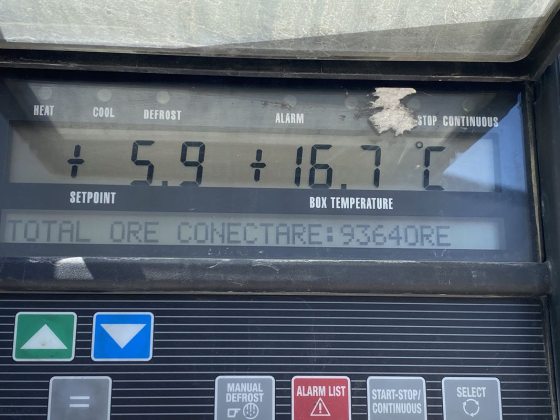 HEAT COOL DEFROST ALARM STOP CONTINUOUS
+ 5.9 +16.7 °C
SETPOINT BOX TEMPERATURE
TOTAL ORE CONECTARE:9364ORE
=
MANUAL
DEFROST
ALARM LIST
START-STOP/
CONTINUOUS
SELECT